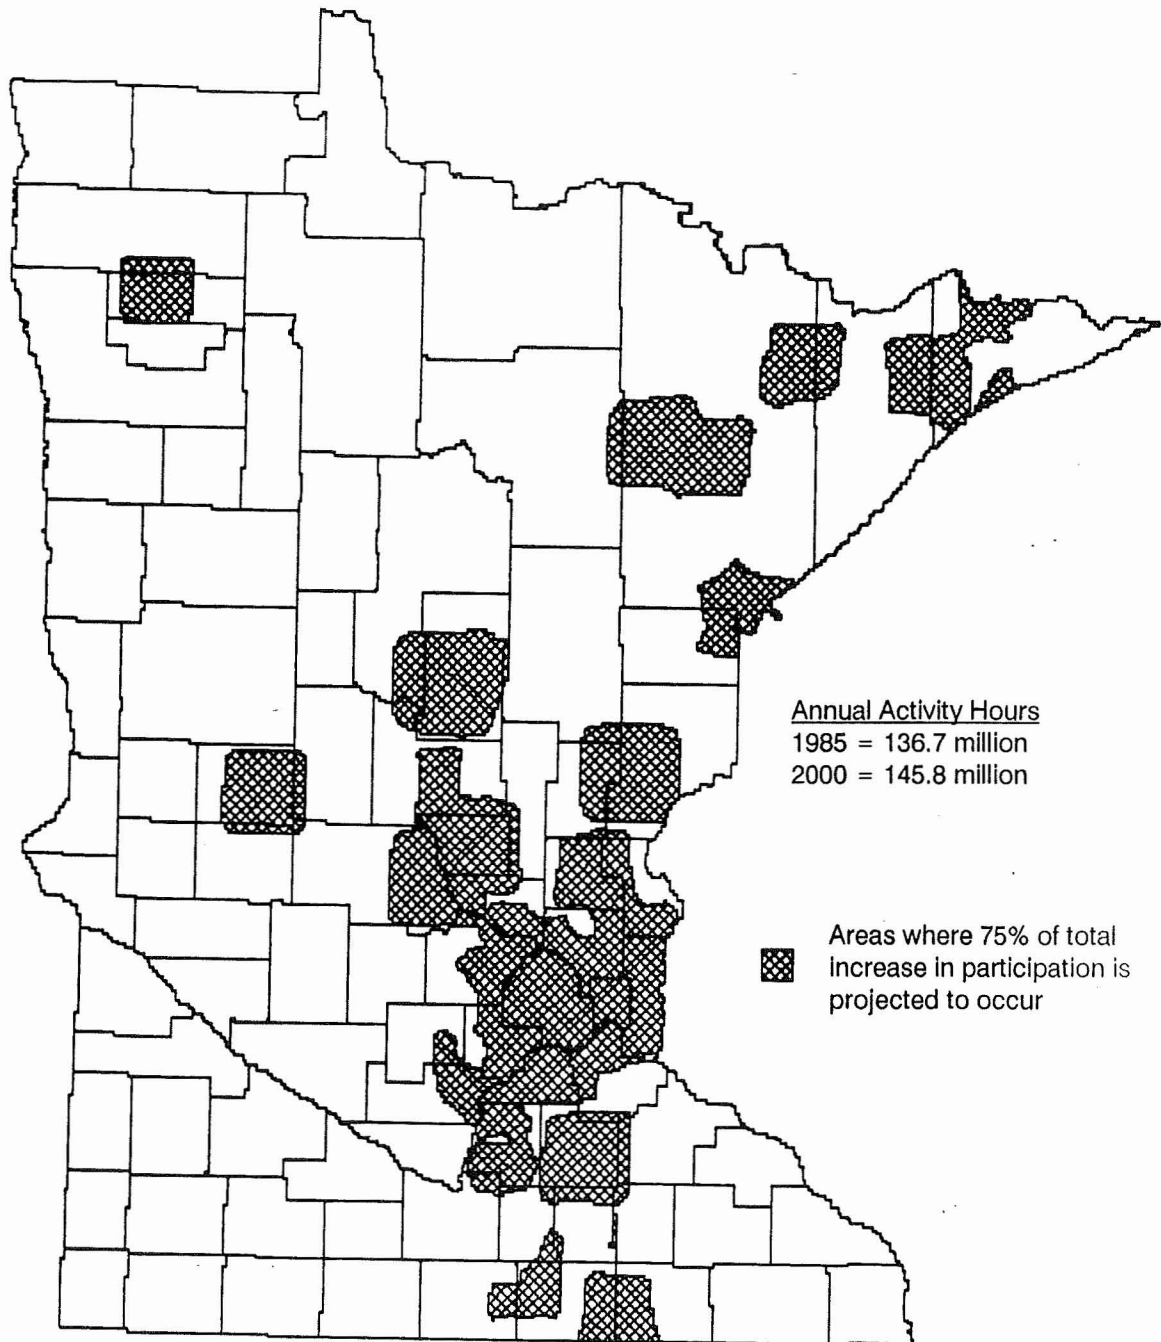 Annual Activity Hours
1985 = 136.7 million
2000 = 145.8 million
Areas where 75% of total
increase in participation is
projected to occur